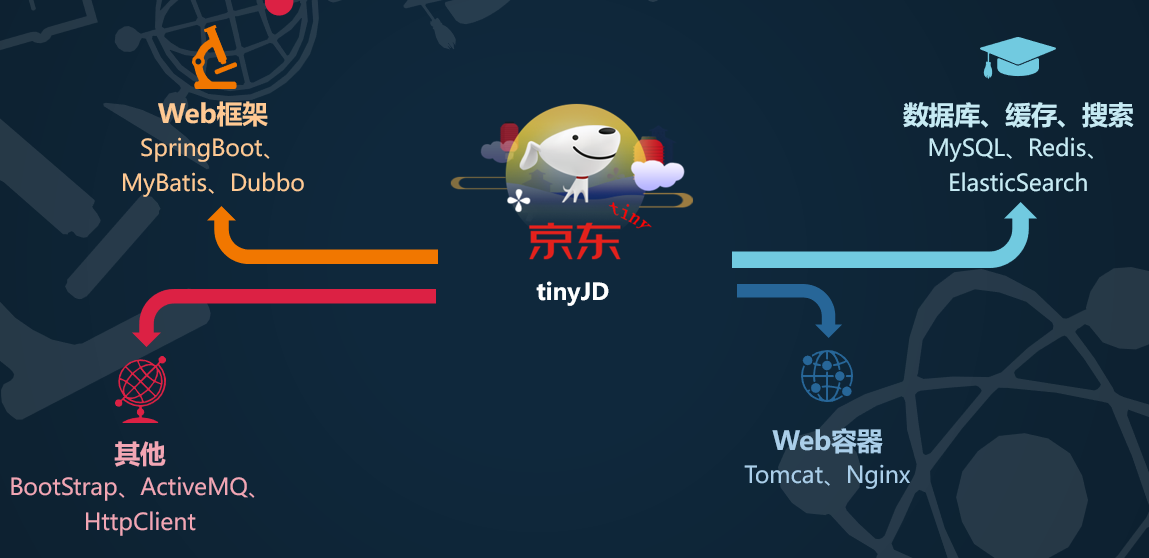 Web框架
SpringBoot、
MyBatis、Dubbo
数据库、缓存、搜索
MySQL、Redis、
ElasticSearch
tiny
京东
tinyJD
其他
BootStrap、ActiveMQ、
HttpClient
Web容器
Tomcat、Nginx